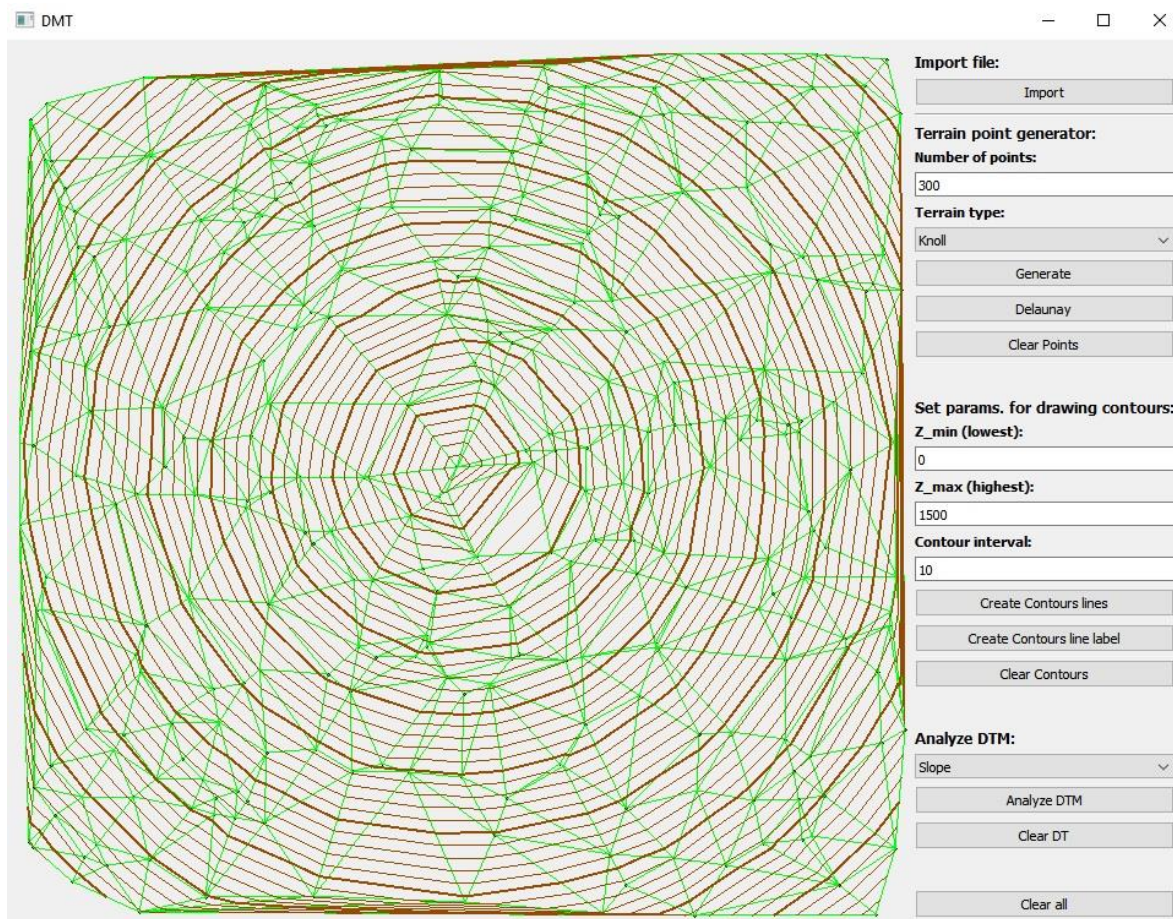 DMT
Import file:
Import
Terrain point generator:
Number of points:
300
Terrain type:
Knoll
Generate
Delaunay
Clear Points
Set params. for drawing contours:
Z_min (lowest):
0
Z_max (highest):
1500
Contour interval:
10
Create Contours lines
Create Contours line label
Clear Contours
Analyze DTM:
Slope
Analyze DTM
Clear DT
Clear all